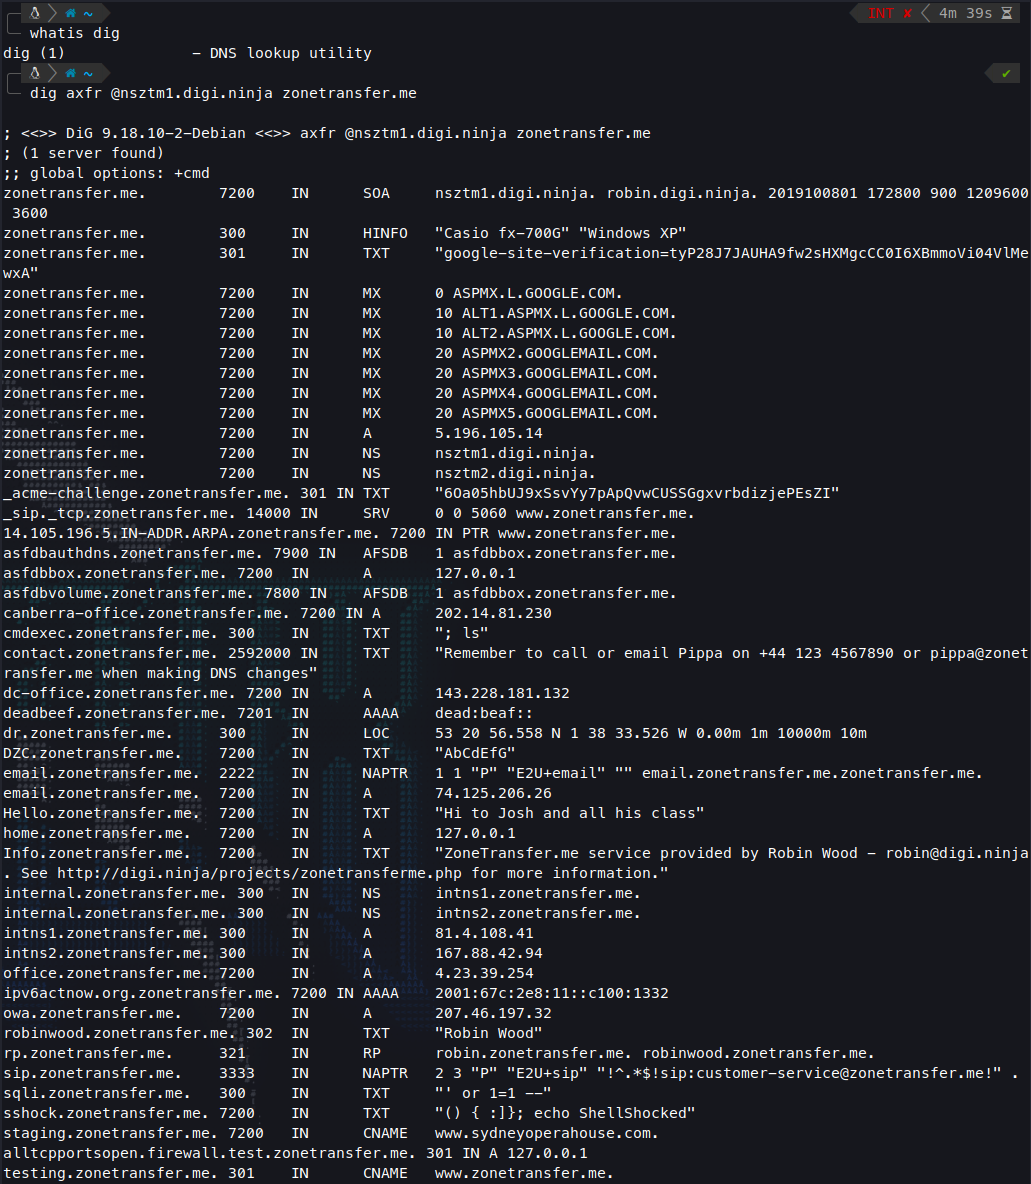 ~ INT ✘ 4m 39s
whatis dig
dig (1)                - DNS lookup utility
~ ✔
dig axfr @nsztm1.digi.ninja zonetransfer.me
; <<>> DiG 9.18.10-2-Debian <<>> axfr @nsztm1.digi.ninja zonetransfer.me
; (1 server found)
;; global options: +cmd
zonetransfer.me.        7200    IN      SOA     nsztm1.digi.ninja. robin.digi.ninja. 2019100801 172800 900 1209600
 3600
zonetransfer.me.        300     IN      HINFO   "Casio fx-700G" "Windows XP"
zonetransfer.me.        301     IN      TXT     "google-site-verification=tyP28J7JAUHA9fw2sHXMgcCC0I6XBmmoVi04VlMe
wxA"
zonetransfer.me.        7200    IN      MX      0 ASPMX.L.GOOGLE.COM.
zonetransfer.me.        7200    IN      MX      10 ALT1.ASPMX.L.GOOGLE.COM.
zonetransfer.me.        7200    IN      MX      10 ALT2.ASPMX.L.GOOGLE.COM.
zonetransfer.me.        7200    IN      MX      20 ASPMX2.GOOGLEMAIL.COM.
zonetransfer.me.        7200    IN      MX      20 ASPMX3.GOOGLEMAIL.COM.
zonetransfer.me.        7200    IN      MX      20 ASPMX4.GOOGLEMAIL.COM.
zonetransfer.me.        7200    IN      MX      20 ASPMX5.GOOGLEMAIL.COM.
zonetransfer.me.        7200    IN      A       5.196.105.14
zonetransfer.me.        7200    IN      NS      nsztm1.digi.ninja.
zonetransfer.me.        7200    IN      NS      nsztm2.digi.ninja.
_acme-challenge.zonetransfer.me. 301 IN TXT     "6Oa05hbUJ9xSsvYy7pApQvwCUSSGgxvrbdizjePEsZI"
_sip._tcp.zonetransfer.me. 14000 IN     SRV     0 0 5060 www.zonetransfer.me.
14.105.196.5.IN-ADDR.ARPA.zonetransfer.me. 7200 IN PTR www.zonetransfer.me.
asfdbauthdns.zonetransfer.me. 7900 IN   AFSDB   1 asfdbbox.zonetransfer.me.
asfdbbox.zonetransfer.me. 7200  IN      A       127.0.0.1
asfdbvolume.zonetransfer.me. 7800 IN    AFSDB   1 asfdbbox.zonetransfer.me.
canberra-office.zonetransfer.me. 7200 IN A      202.14.81.230
cmdexec.zonetransfer.me. 300    IN      TXT     "; ls"
contact.zonetransfer.me. 2592000 IN     TXT     "Remember to call or email Pippa on +44 123 4567890 or pippa@zonet
ransfer.me when making DNS changes"
dc-office.zonetransfer.me. 7200 IN      A       143.228.181.132
deadbeef.zonetransfer.me. 7201  IN      AAAA    dead:beaf::
dr.zonetransfer.me.     300     IN      LOC     53 20 56.558 N 1 38 33.526 W 0.00m 1m 10000m 10m
DZC.zonetransfer.me.    7200    IN      TXT     "AbCdEfG"
email.zonetransfer.me.  2222    IN      NAPTR   1 1 "P" "E2U+email" "" email.zonetransfer.me.zonetransfer.me.
email.zonetransfer.me.  7200    IN      A       74.125.206.26
Hello.zonetransfer.me.  7200    IN      TXT     "Hi to Josh and all his class"
home.zonetransfer.me.   7200    IN      A       127.0.0.1
Info.zonetransfer.me.   7200    IN      TXT     "ZoneTransfer.me service provided by Robin Wood - robin@digi.ninja
. See http://digi.ninja/projects/zonetransferme.php for more information."
internal.zonetransfer.me. 300   IN      NS      intns1.zonetransfer.me.
internal.zonetransfer.me. 300   IN      NS      intns2.zonetransfer.me.
intns1.zonetransfer.me. 300     IN      A       81.4.108.41
intns2.zonetransfer.me. 300     IN      A       167.88.42.94
office.zonetransfer.me. 7200    IN      A       4.23.39.254
ipv6actnow.org.zonetransfer.me. 7200 IN AAAA    2001:67c:2e8:11::c100:1332
owa.zonetransfer.me.    7200    IN      A       207.46.197.32
robinwood.zonetransfer.me. 302  IN      TXT     "Robin Wood"
rp.zonetransfer.me.     321     IN      RP      robin.zonetransfer.me. robinwood.zonetransfer.me.
sip.zonetransfer.me.    3333    IN      NAPTR   2 3 "P" "E2U+sip" "!^.*$!sip:customer-service@zonetransfer.me!" .
sqli.zonetransfer.me.   300     IN      TXT     "' or 1=1 --"
sshock.zonetransfer.me. 7200    IN      TXT     "() { :]}; echo ShellShocked"
staging.zonetransfer.me. 7200   IN      CNAME   www.sydneyoperahouse.com.
alltcpportsopen.firewall.test.zonetransfer.me. 301 IN A 127.0.0.1
testing.zonetransfer.me. 301    IN      CNAME   www.zonetransfer.me.